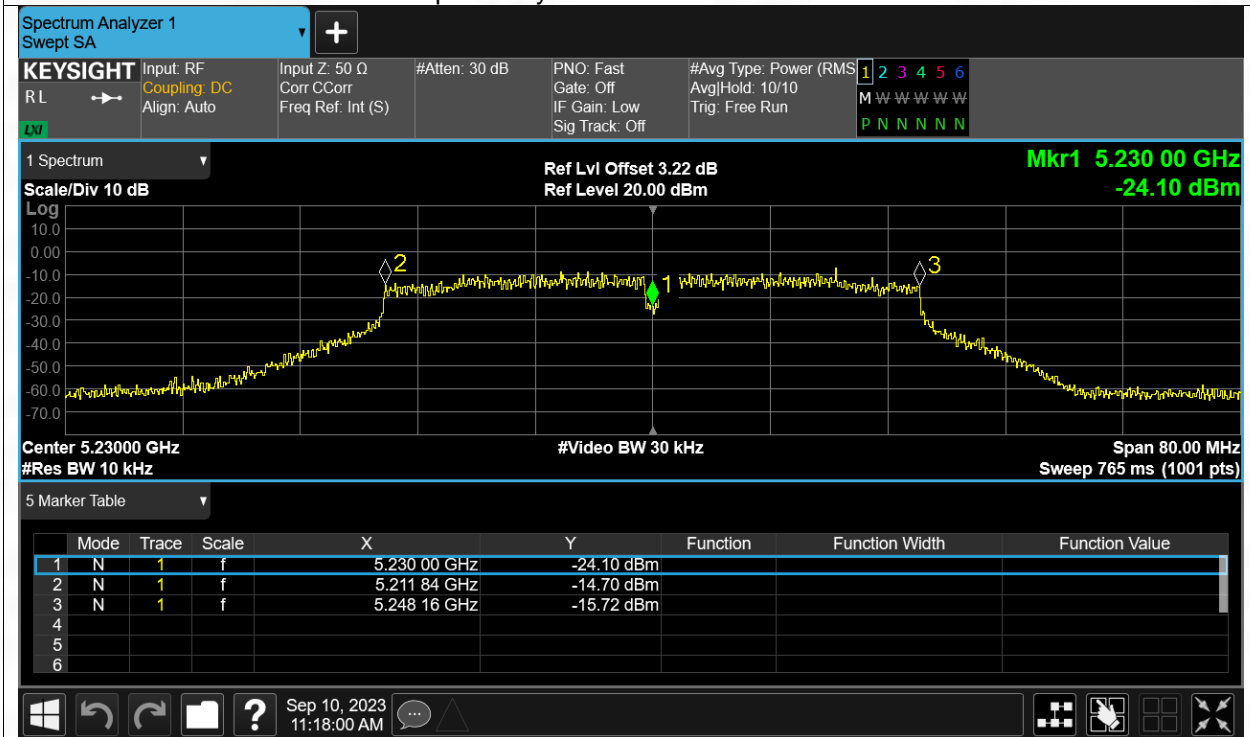 Spectrum Analyzer 1
Swept SA
+
KEYSIGHT Input: RF Input Z: 50 Ω #Atten: 30 dB PNO: Fast #Avg Type: Power (RMS 1 2 3 4 5 6
R L Coupling: DC Corr CCorr Gate: Off Avg|Hold: 10/10 M W W W W W
Align: Auto Freq Ref: Int (S) IF Gain: Low Trig: Free Run
LXI Sig Track: Off P N N N N N
1 Spectrum Ref Lvl Offset 3.22 dB Mkr1 5.230 00 GHz
Scale/Div 10 dB Ref Level 20.00 dBm -24.10 dBm
Log
10.0
0.00
-10.0
-20.0
-30.0
-40.0
-50.0
-60.0
-70.0
2
1
3
Center 5.23000 GHz #Video BW 30 kHz Span 80.00 MHz
#Res BW 10 kHz Sweep 765 ms (1001 pts)
5 Marker Table
Mode Trace Scale X Y Function Function Width Function Value
1 N 1 f 5.230 00 GHz -24.10 dBm
2 N 1 f 5.211 84 GHz -14.70 dBm
3 N 1 f 5.248 16 GHz -15.72 dBm
4
5
6
? Sep 10, 2023
11:18:00 AM